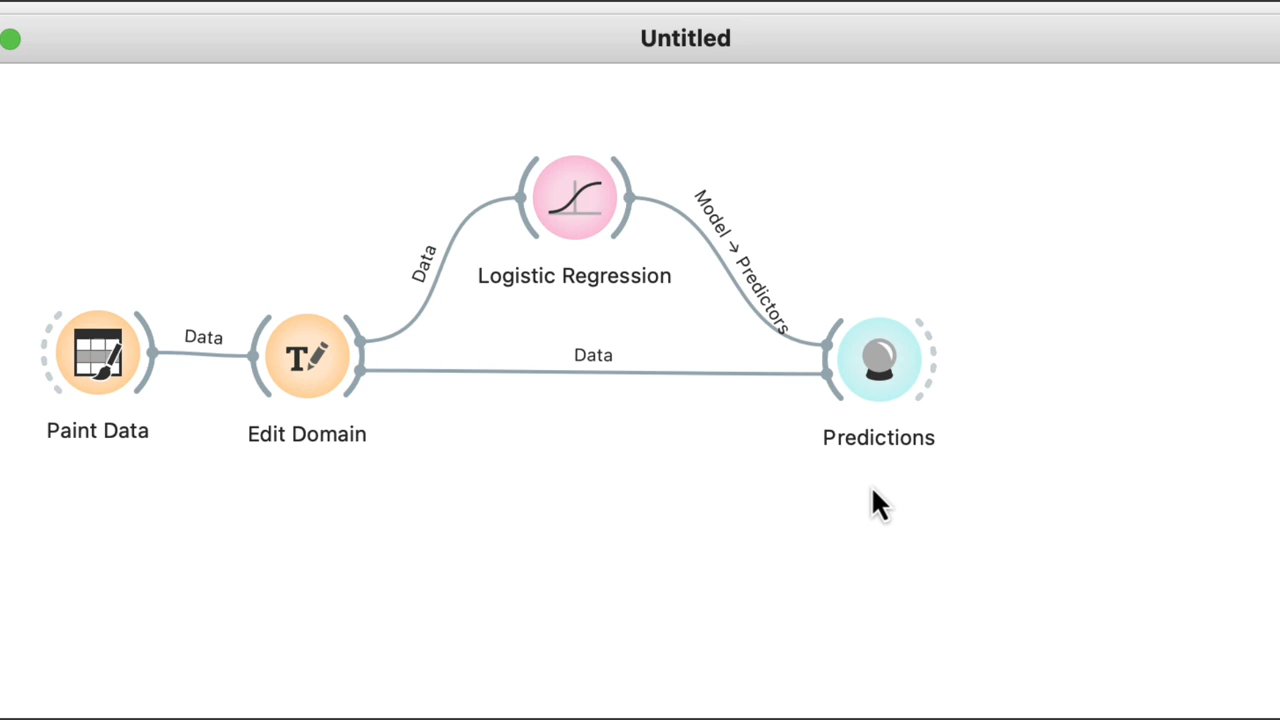 Untitled
Logistic Regression
Data
Model → Predictors
Data
Data
Paint Data
Edit Domain
Predictions